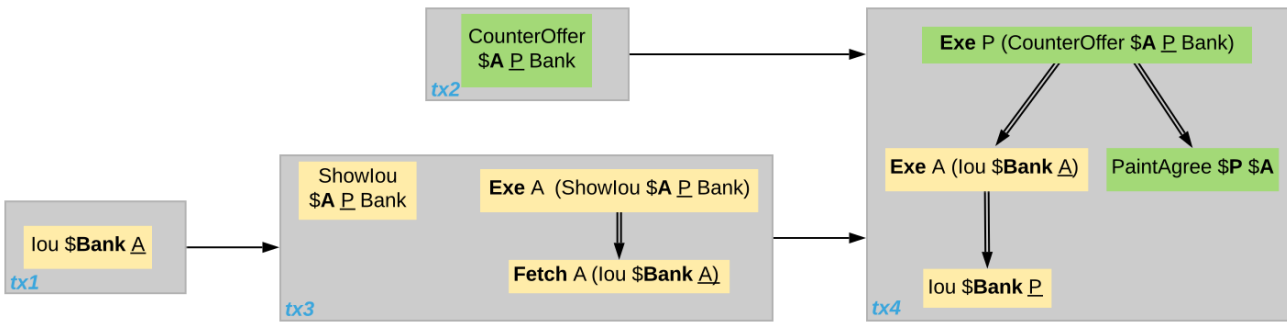 CounterOffer
$A P Bank
tx2
Exe P (CounterOffer $A P Bank)
Exe A (Iou $Bank A)
PaintAgree $P $A
Iou $Bank P
tx4
ShowIou
$A P Bank
Exe A (ShowIou $A P Bank)
Fetch A (Iou $Bank A)
tx3
Iou $Bank A
tx1